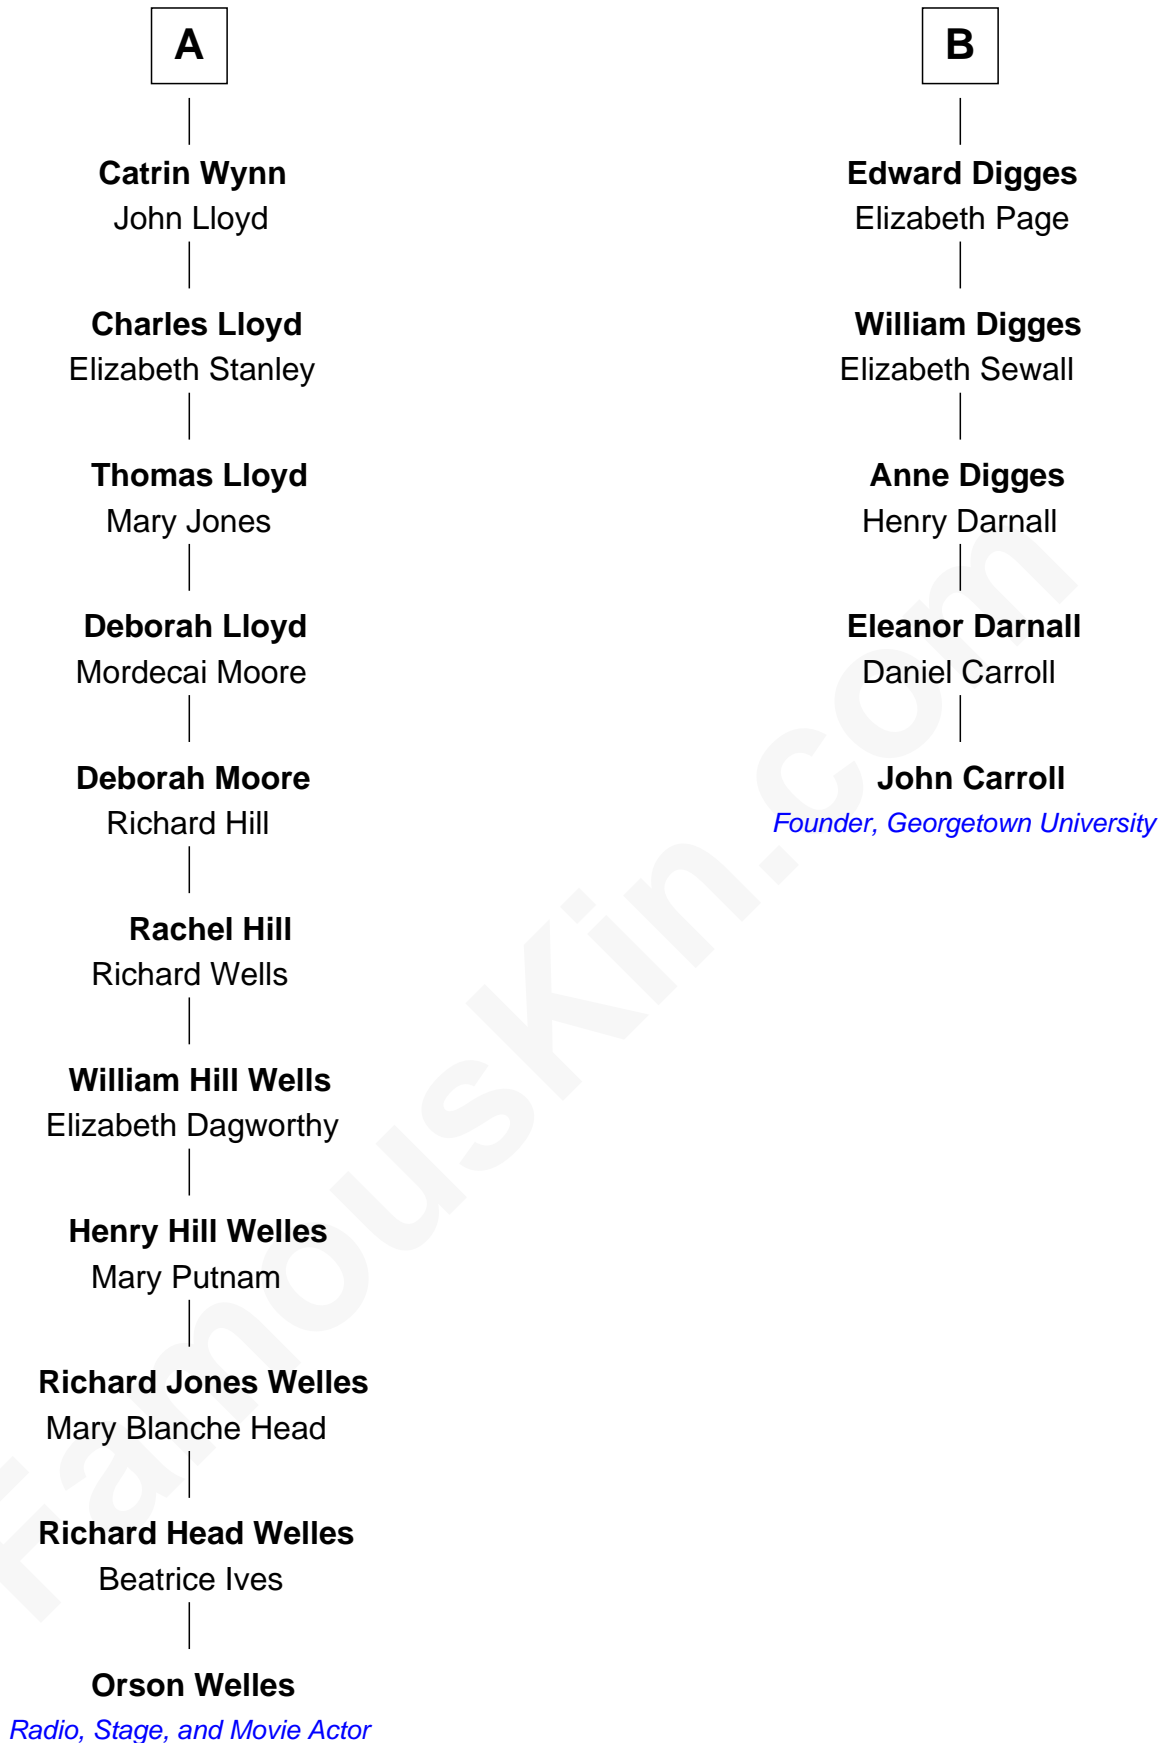 A
Catrin Wynn
John Lloyd
Charles Lloyd
Elizabeth Stanley
Thomas Lloyd
Mary Jones
Deborah Lloyd
Mordecai Moore
Deborah Moore
Richard Hill
Rachel Hill
Richard Wells
William Hill Wells
Elizabeth Dagworthy
Henry Hill Welles
Mary Putnam
Richard Jones Welles
Mary Blanche Head
Richard Head Welles
Beatrice Ives
Orson Welles
Radio, Stage, and Movie Actor
B
Edward Digges
Elizabeth Page
William Digges
Elizabeth Sewall
Anne Digges
Henry Darnall
Eleanor Darnall
Daniel Carroll
John Carroll
Founder, Georgetown University
FamousKin.com